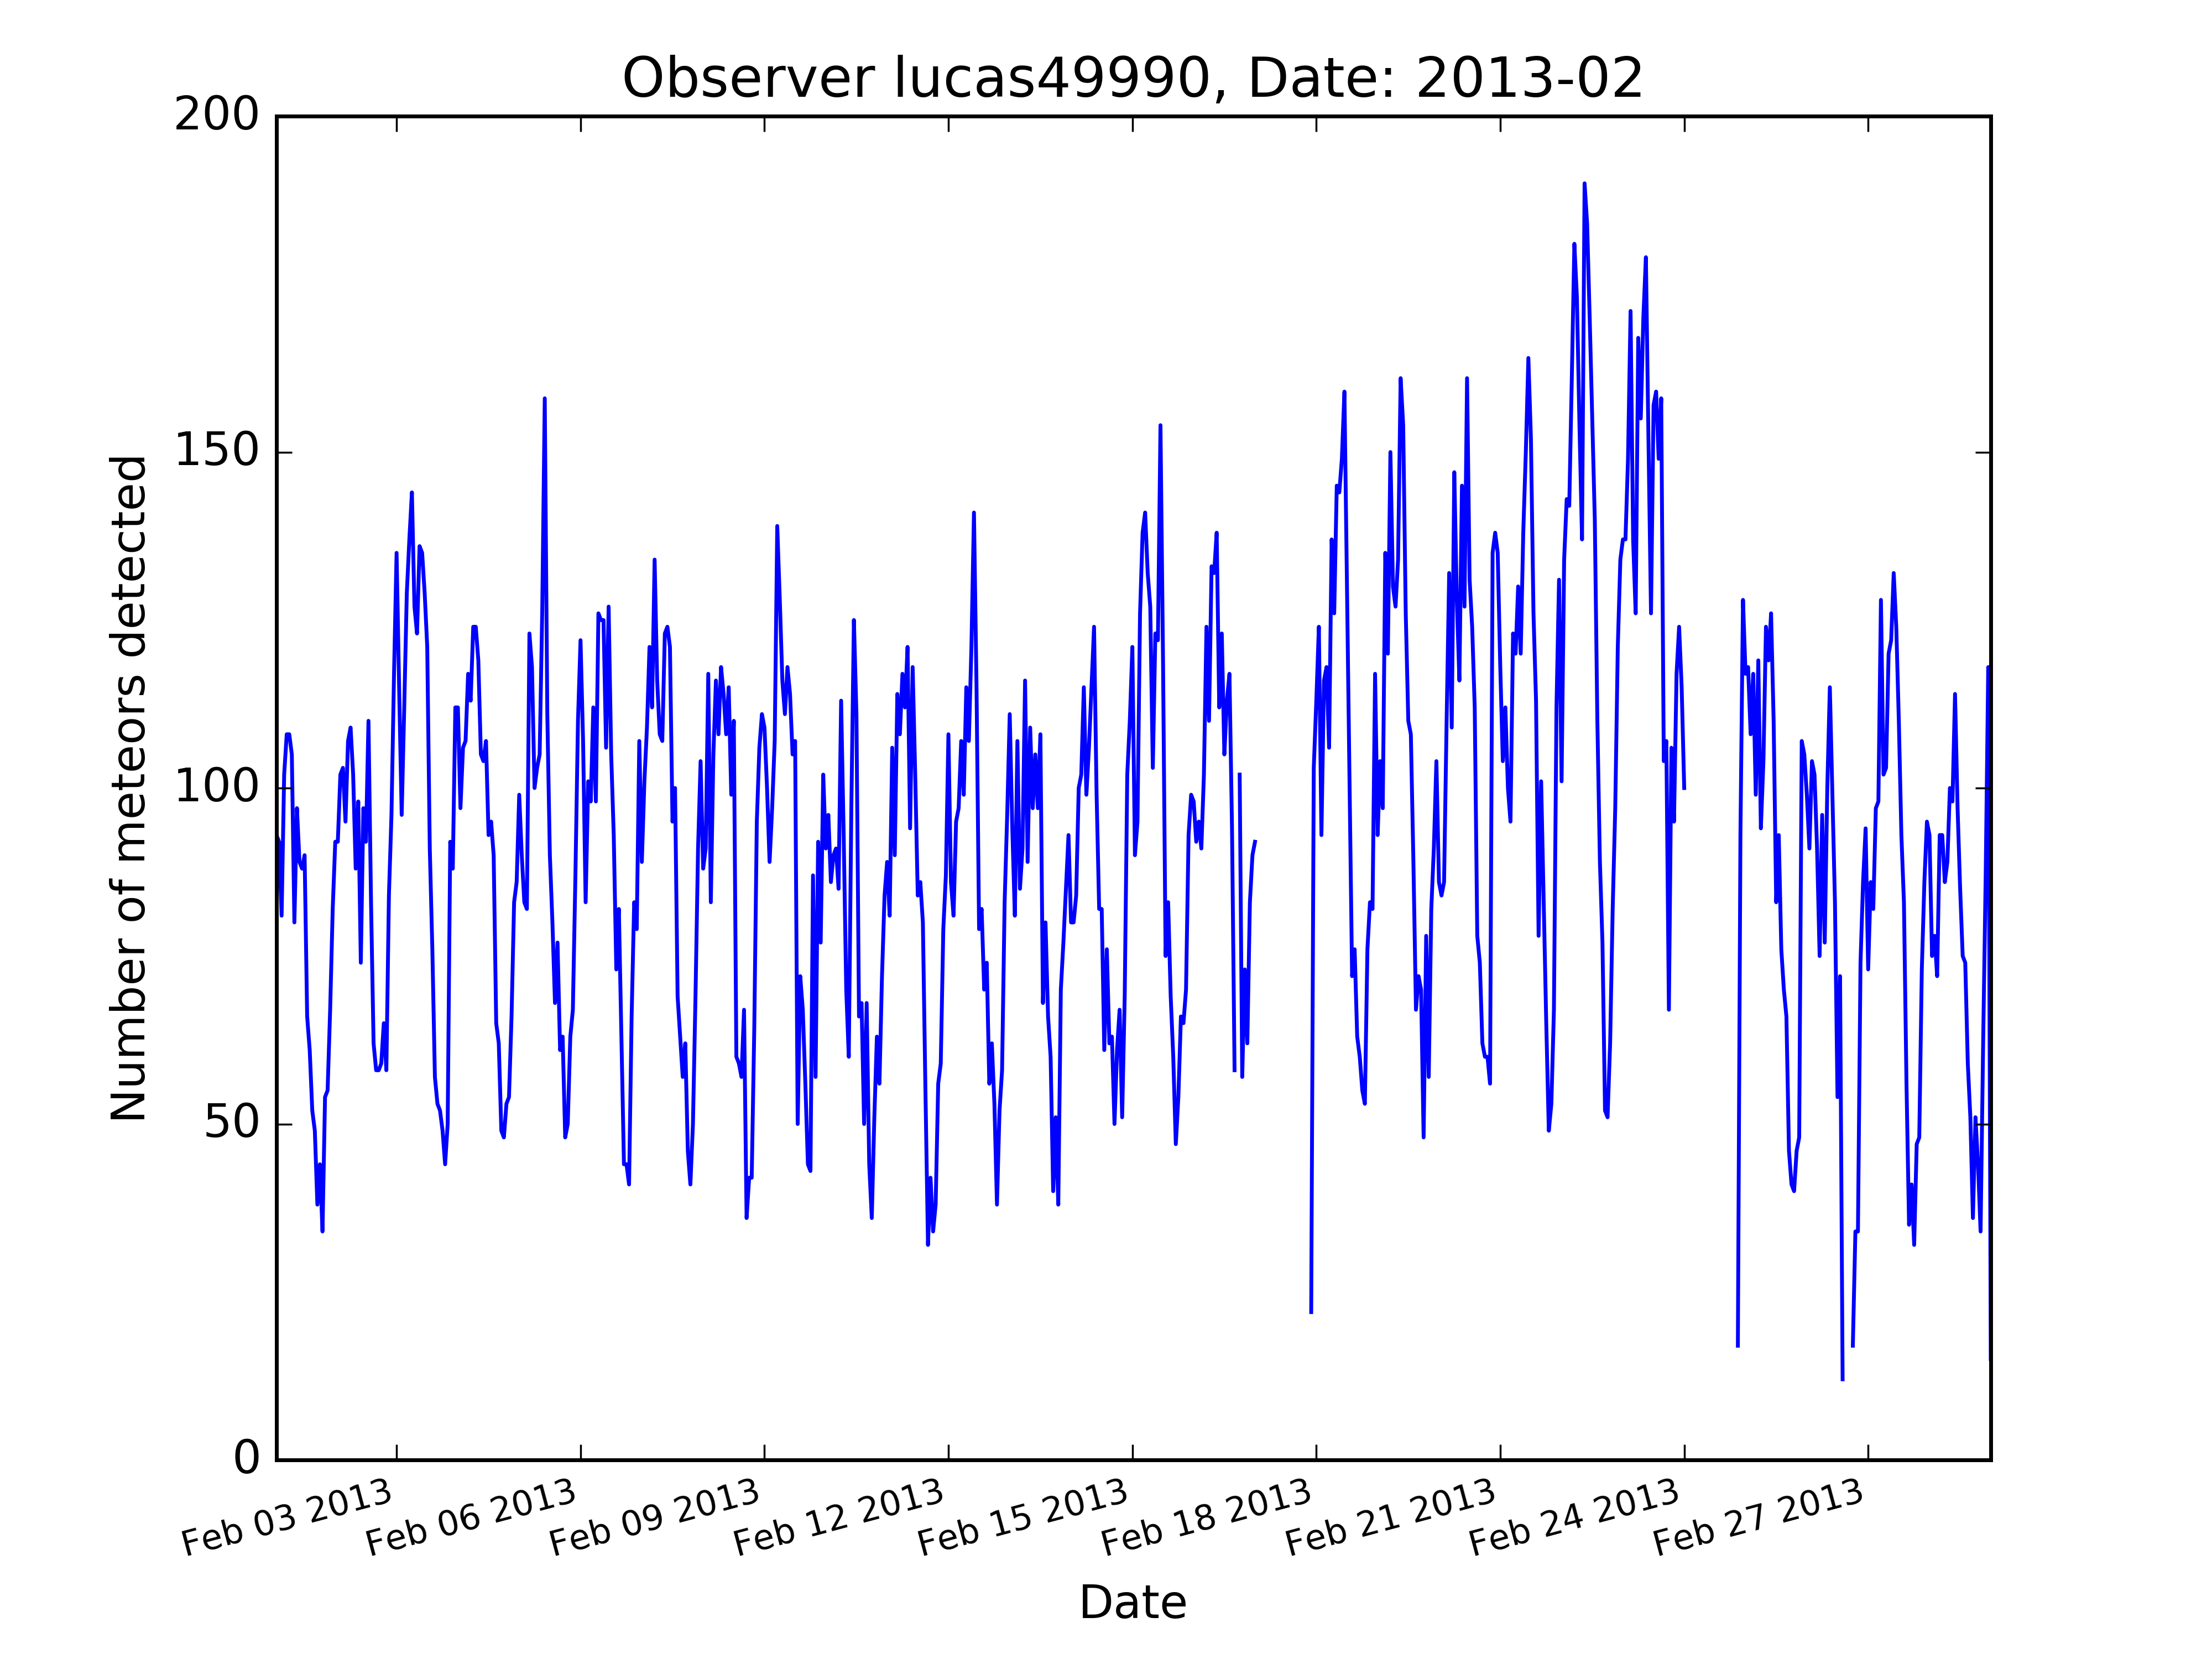 Observer lucas49990, Date: 2013-02
200
150
100
50
0
Number of meteors detected
Feb 03 2013
Feb 06 2013
Feb 09 2013
Feb 12 2013
Feb 15 2013
Feb 18 2013
Feb 21 2013
Feb 24 2013
Feb 27 2013
Date